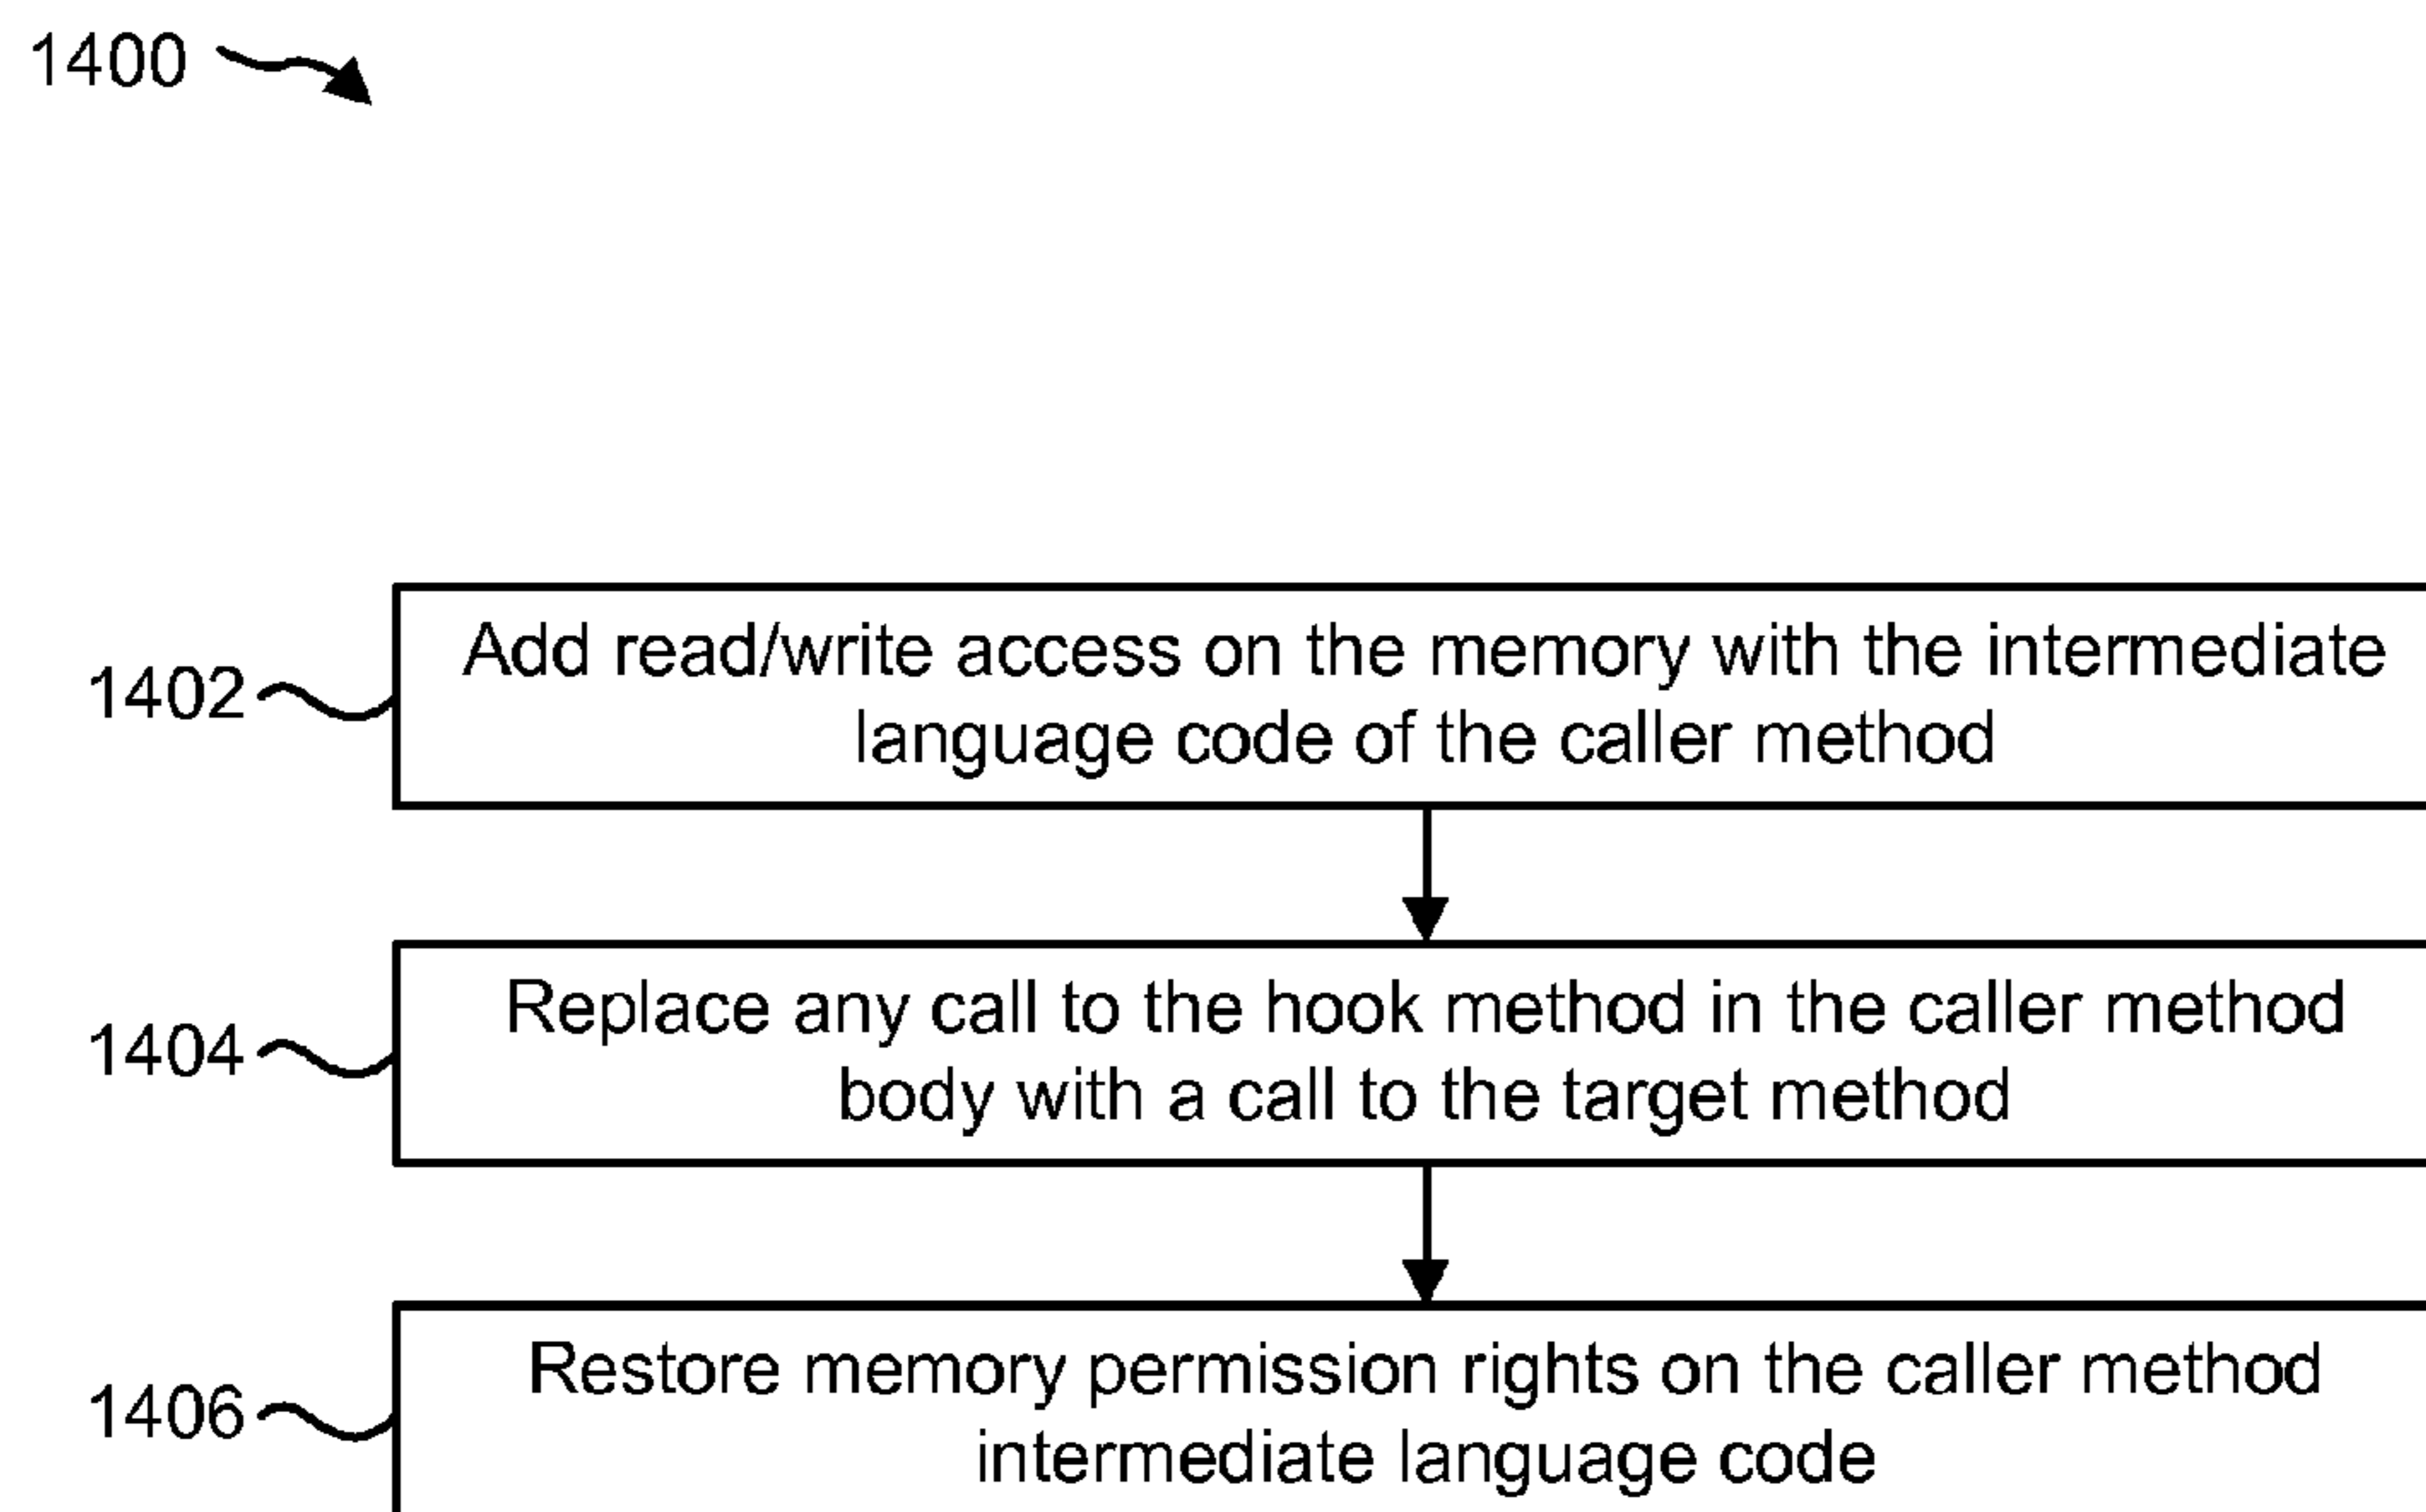 1400
1402
Add read/write access on the memory with the intermediate
language code of the caller method
1404
Replace any call to the hook method in the caller method
body with a call to the target method
1406
Restore memory permission rights on the caller method
intermediate language code